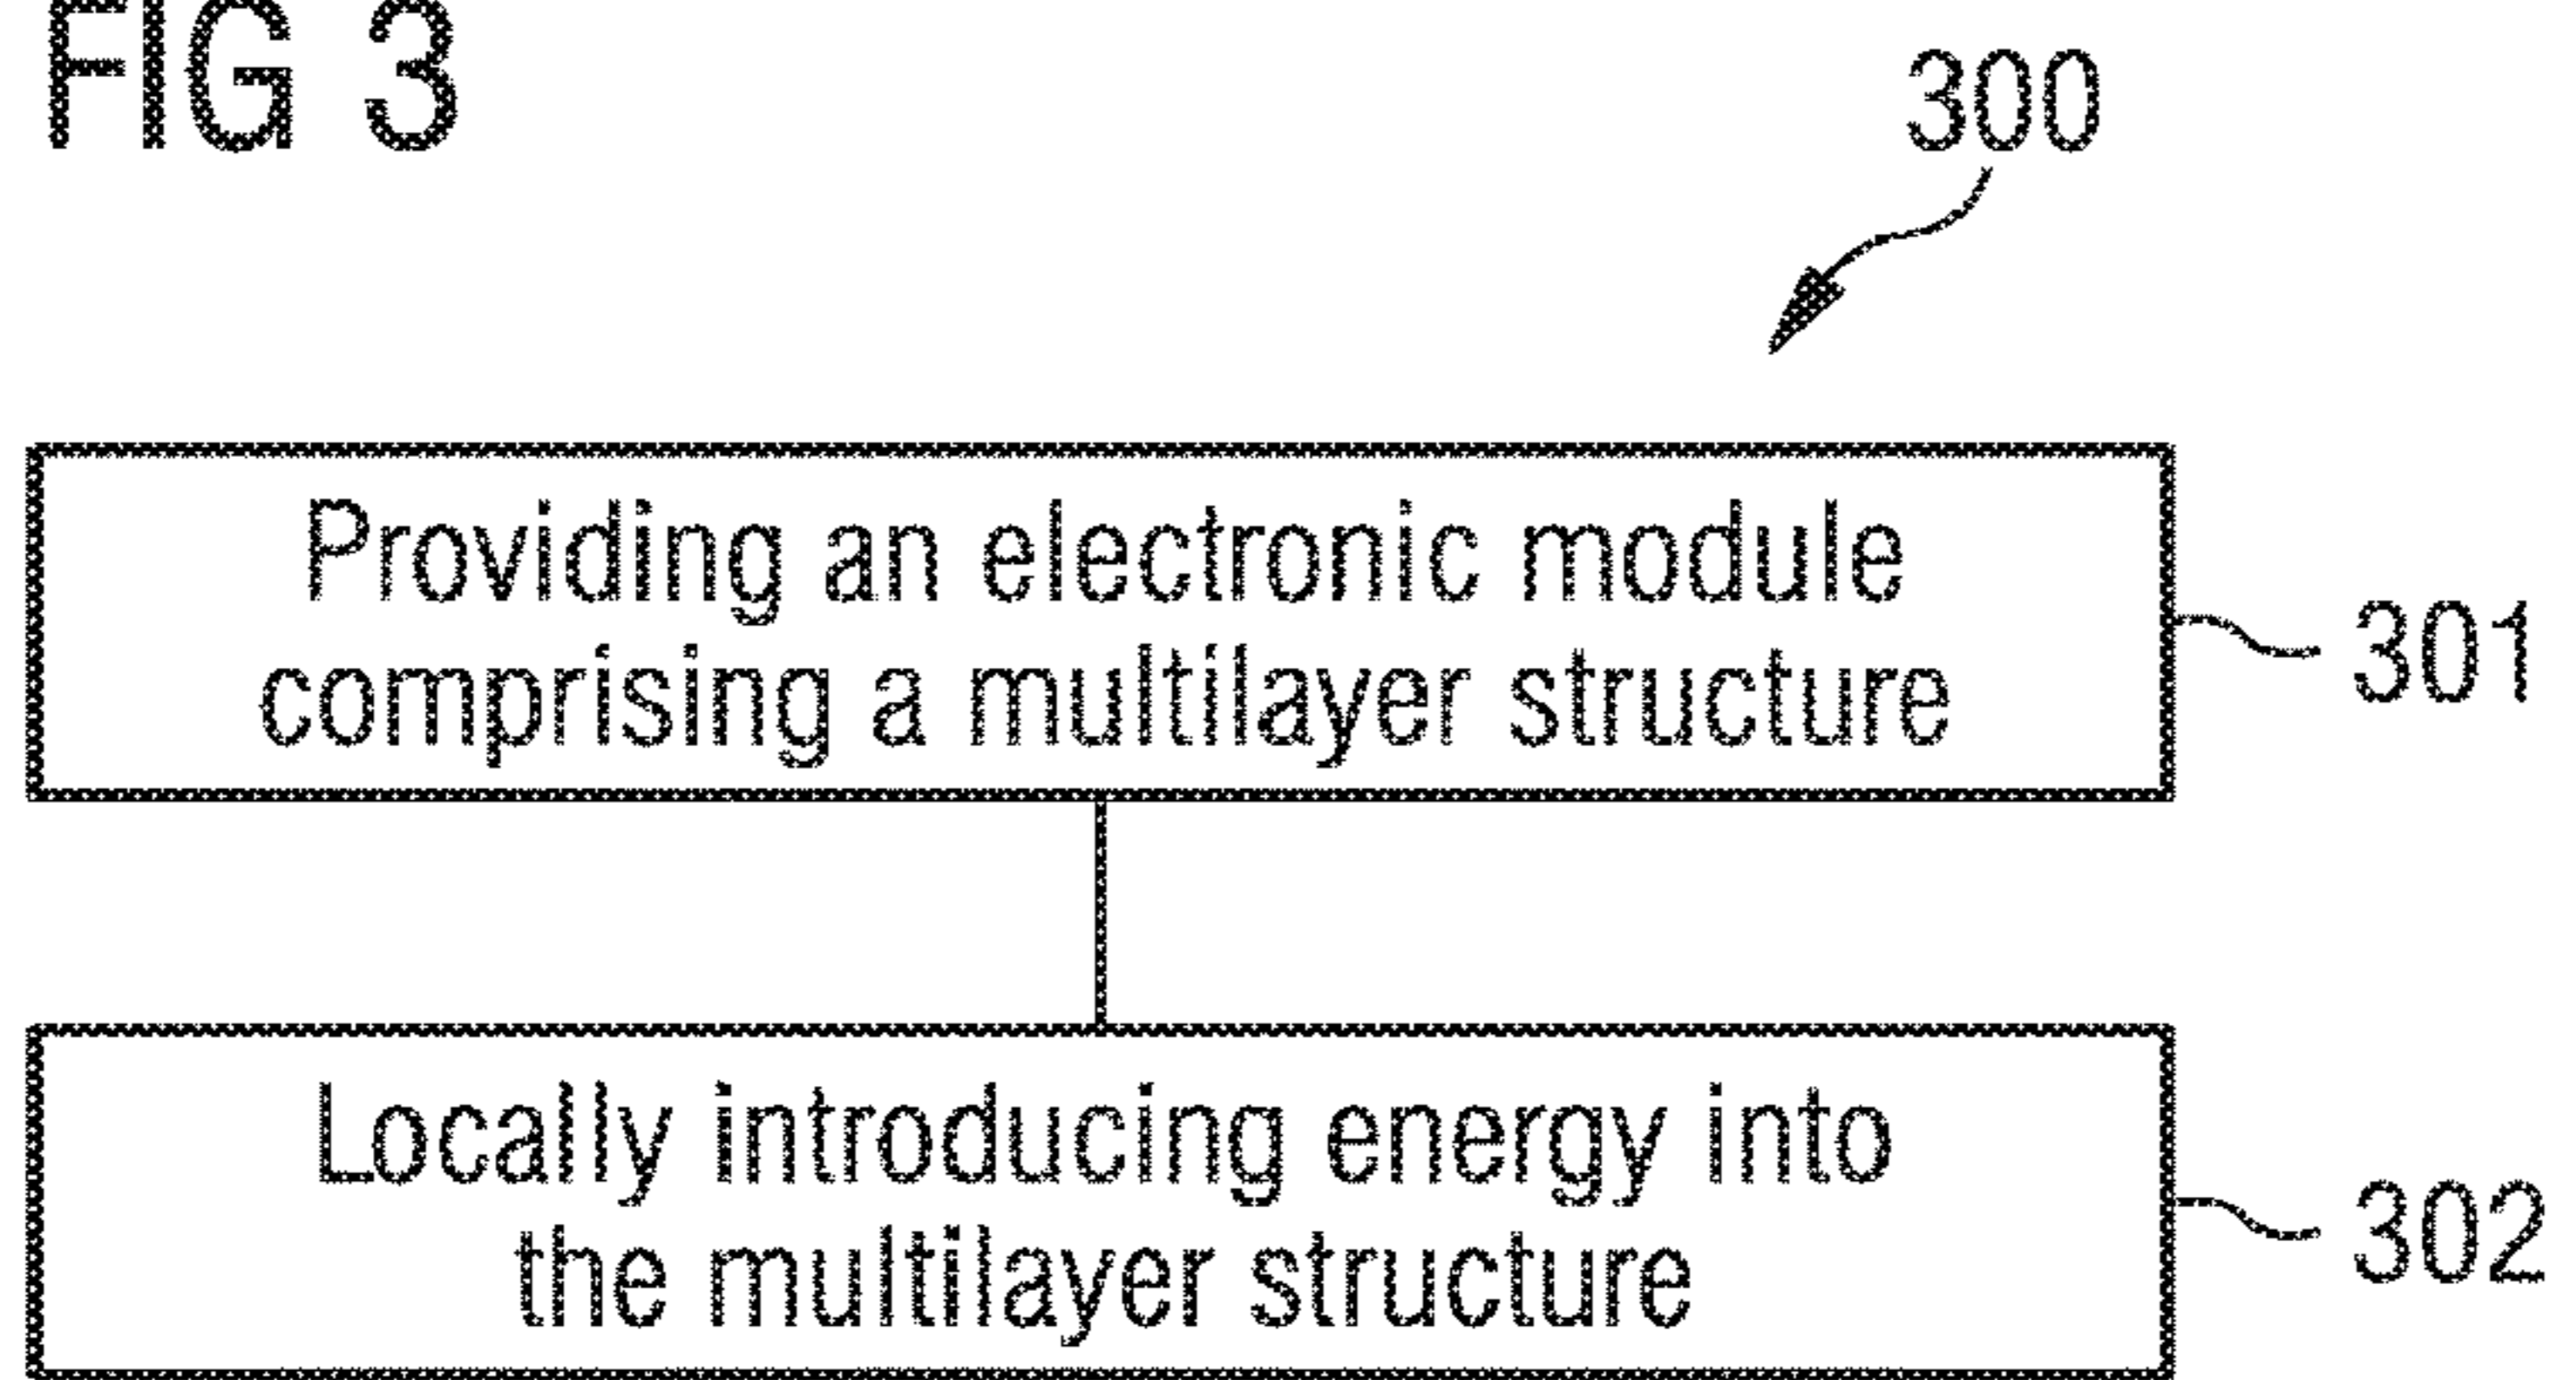 FIG 3
300
Providing an electronic module
comprising a multilayer structure
301
Locally introducing energy into
the multilayer structure
302